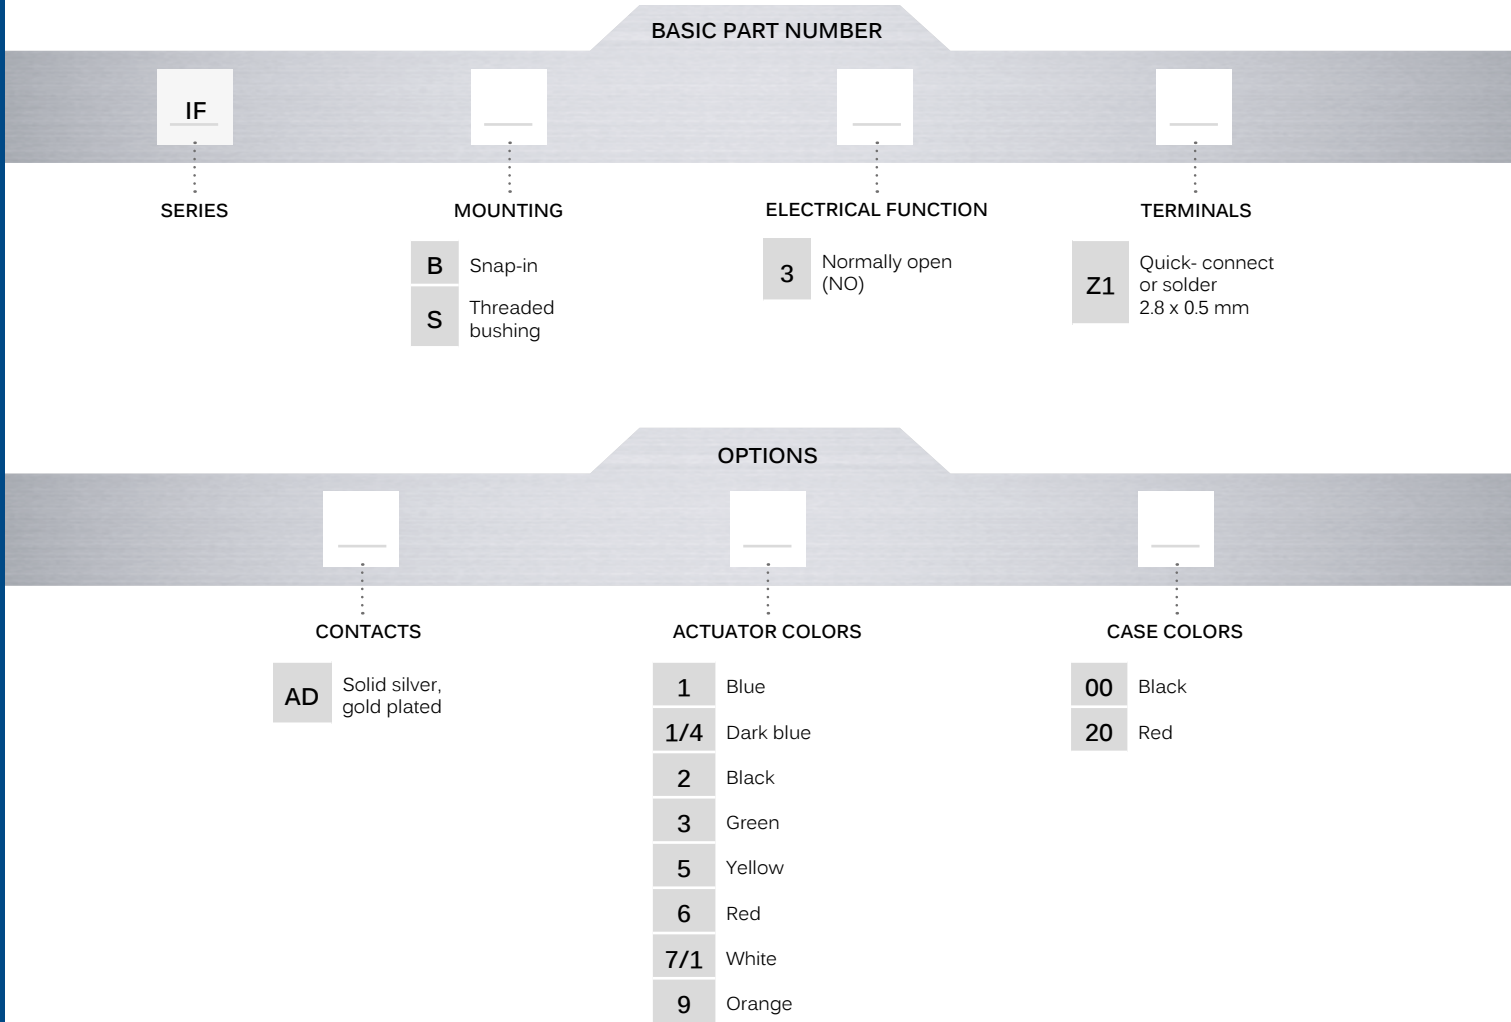 BASIC PART NUMBER
IF
SERIES
MOUNTING
B Snap-in
S Threaded
bushing
ELECTRICAL FUNCTION
3 Normally open
(NO)
TERMINALS
Z1 Quick- connect
or solder
2.8 x 0.5 mm
OPTIONS
CONTACTS
AD Solid silver,
gold plated
ACTUATOR COLORS
1 Blue
1/4 Dark blue
2 Black
3 Green
5 Yellow
6 Red
7/1 White
9 Orange
CASE COLORS
00 Black
20 Red